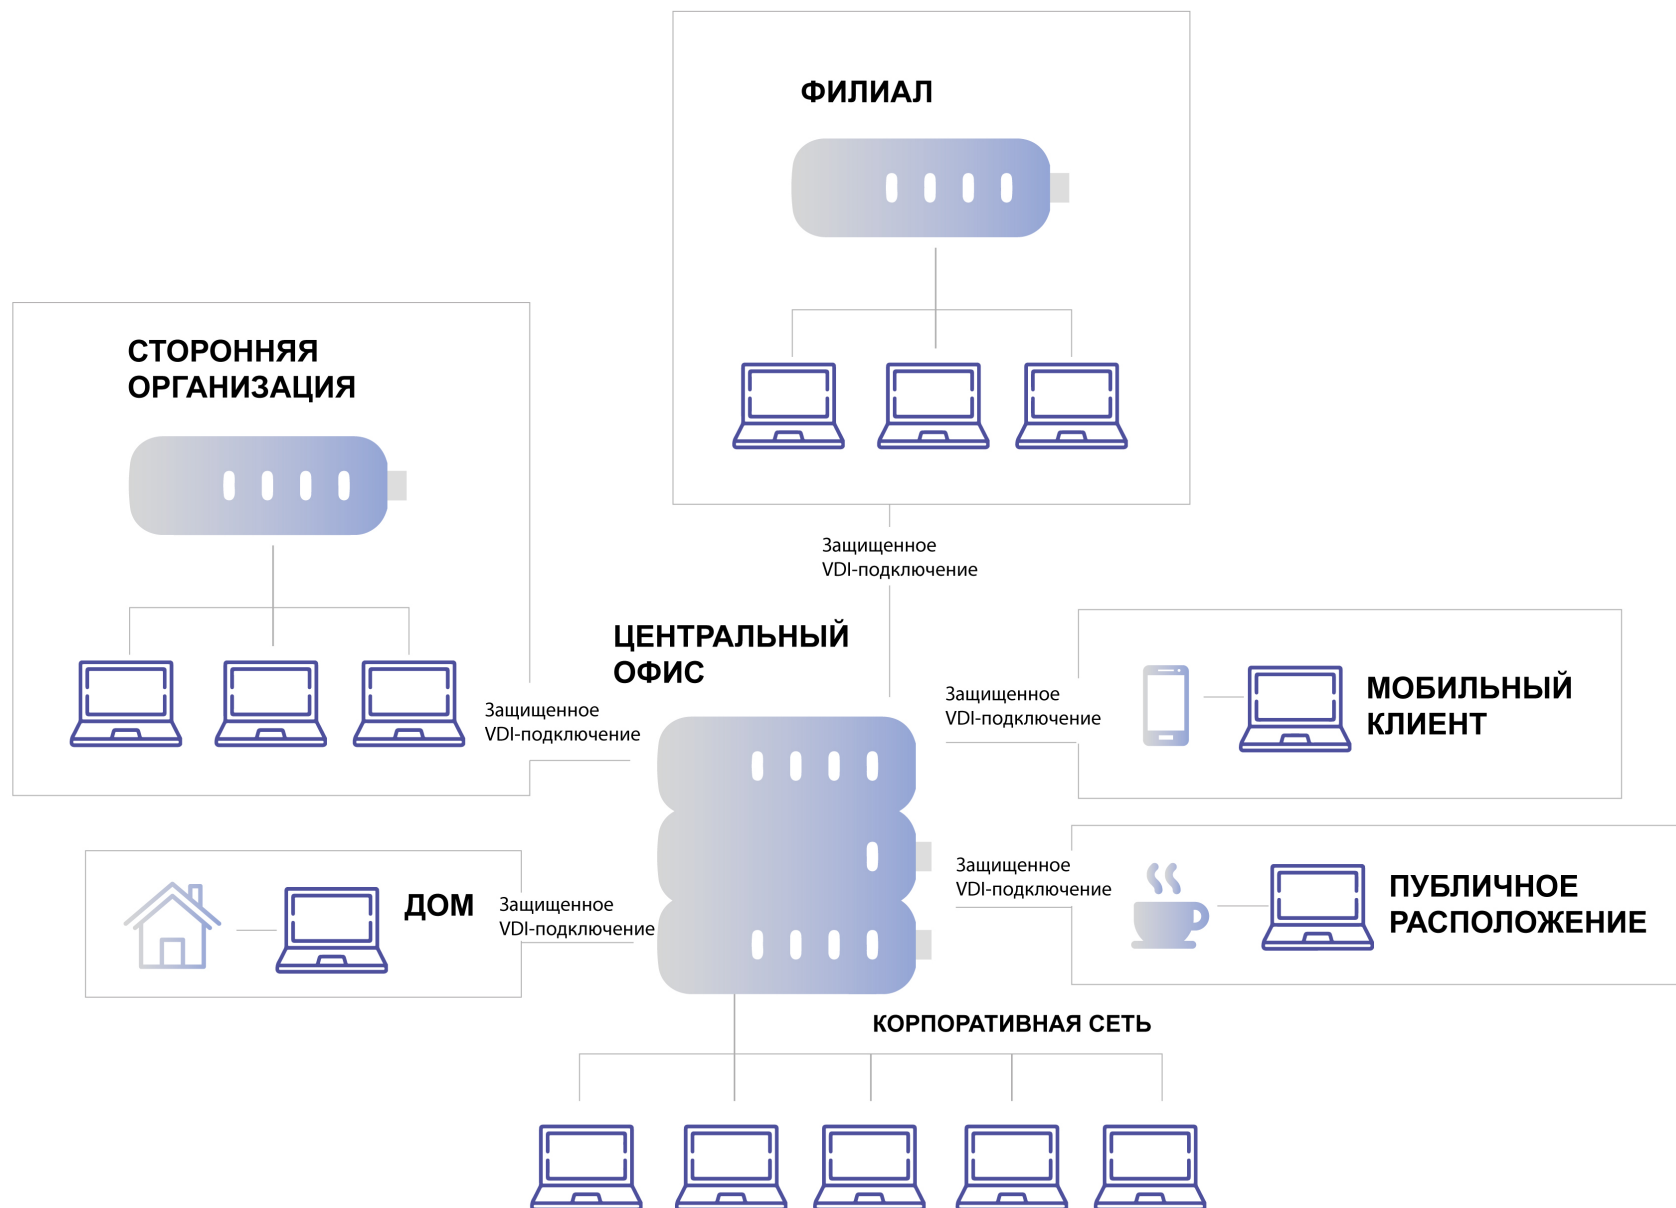 ФИЛИАЛ
СТОРОННЯЯ
ОРГАНИЗАЦИЯ
Защищенное
VDI-подключение
ЦЕНТРАЛЬНЫЙ
ОФИС
Защищенное
VDI-подключение
Защищенное
VDI-подключение
МОБИЛЬНЫЙ
КЛИЕНТ
ДОМ
Защищенное
VDI-подключение
Защищенное
VDI-подключение
ПУБЛИЧНОЕ
РАСПОЛОЖЕНИЕ
КОРПОРАТИВНАЯ СЕТЬ